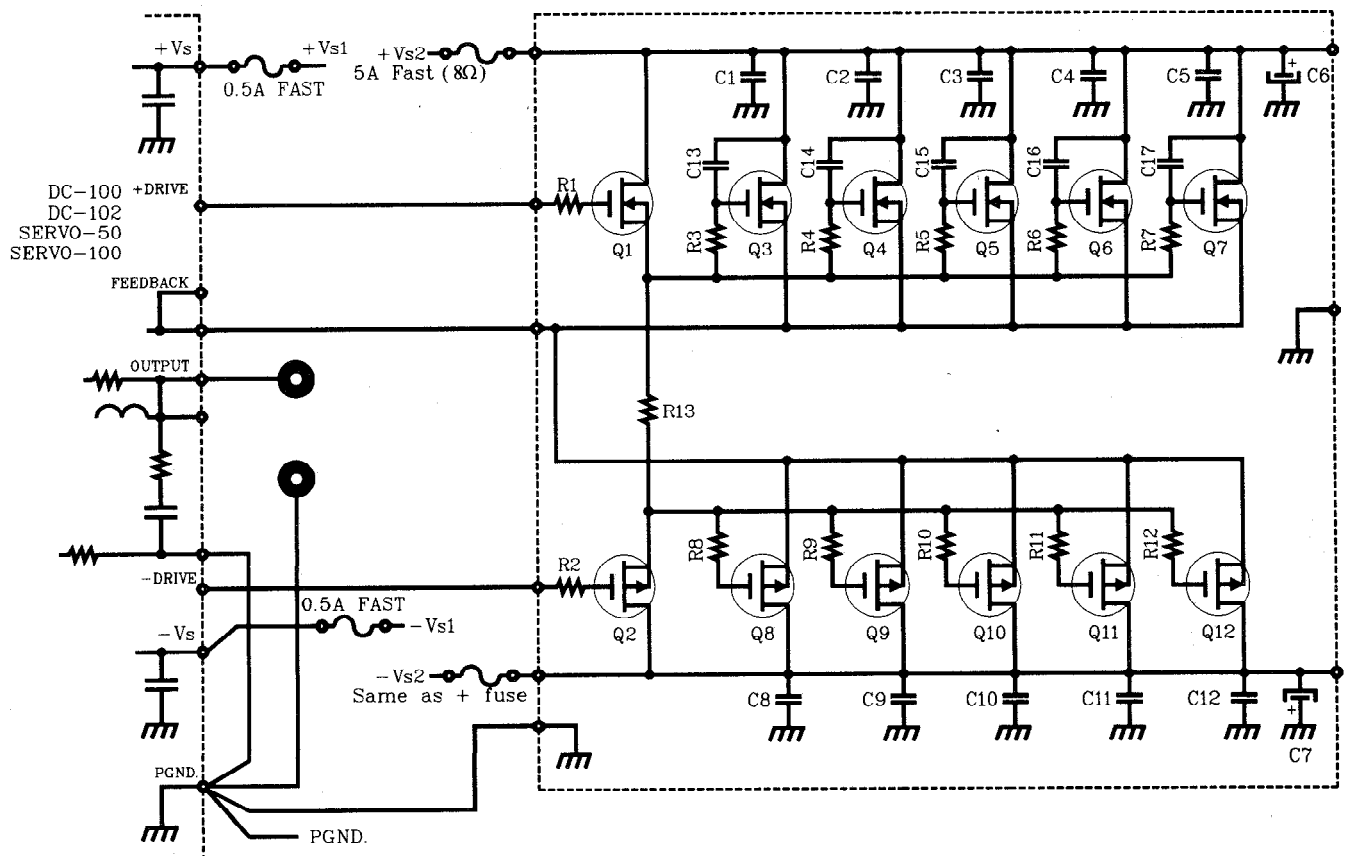 +Vs
+Vs1
0.5A FAST
+Vs2
5A Fast (8Ω)
C1
C2
C3
C4
C5
C6
+
DC-100
DC-102
SERVO-50
SERVO-100
+DRIVE
R1
Q1
C13
R3
Q3
C14
R4
Q4
C15
R5
Q5
C16
R6
Q6
C17
R7
Q7
FEEDBACK
OUTPUT
R13
-DRIVE
R2
Q2
R8
Q8
R9
Q9
R10
Q10
R11
Q11
R12
Q12
0.5A FAST
-Vs1
-Vs
-Vs2
Same as + fuse
C8
C9
C10
C11
C12
+
C7
PGND.
PGND.